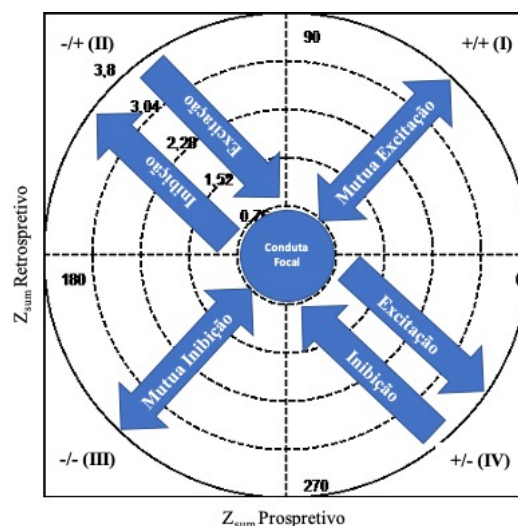 -/+ (II)
90
+/+ (I)
3,8
3,04
2,28
1,52
0,76
Excitação
Inibição
Mutua Excitação
Conduta
Focal
180
0
Excitação
Inibição
Mutua Inibição
-/- (III)
+/- (IV)
270
Zsum Retrospretivo
Zsum Prospretivo